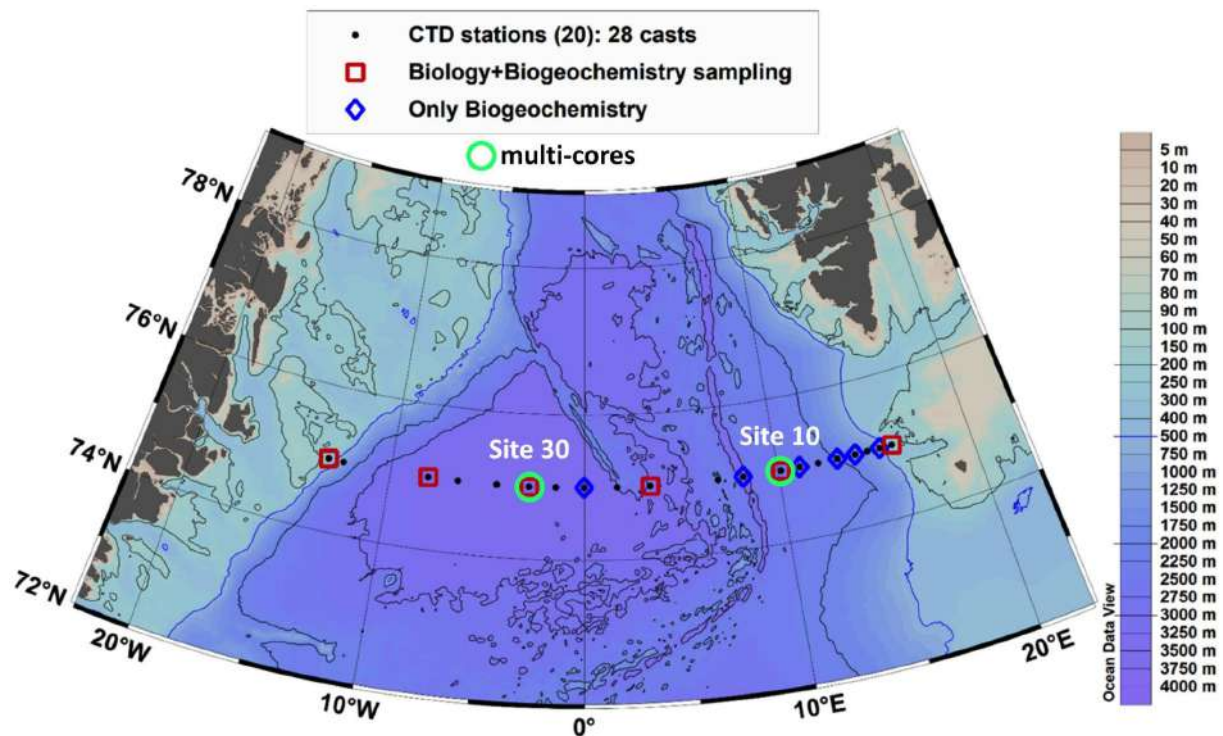 CTD stations (20): 28 casts
Biology+Biogeochemistry sampling
Only Biogeochemistry
multi-cores
78°N
76°N
74°N
72°N
20°W
10°W
0°
10°E
20°E
Site 30
Site 10
5 m
10 m
20 m
30 m
40 m
50 m
60 m
70 m
80 m
90 m
100 m
150 m
200 m
250 m
300 m
400 m
500 m
750 m
1000 m
1250 m
1500 m
1750 m
2000 m
2250 m
2500 m
2750 m
3000 m
3250 m
3500 m
3750 m
4000 m
Ocean Data View